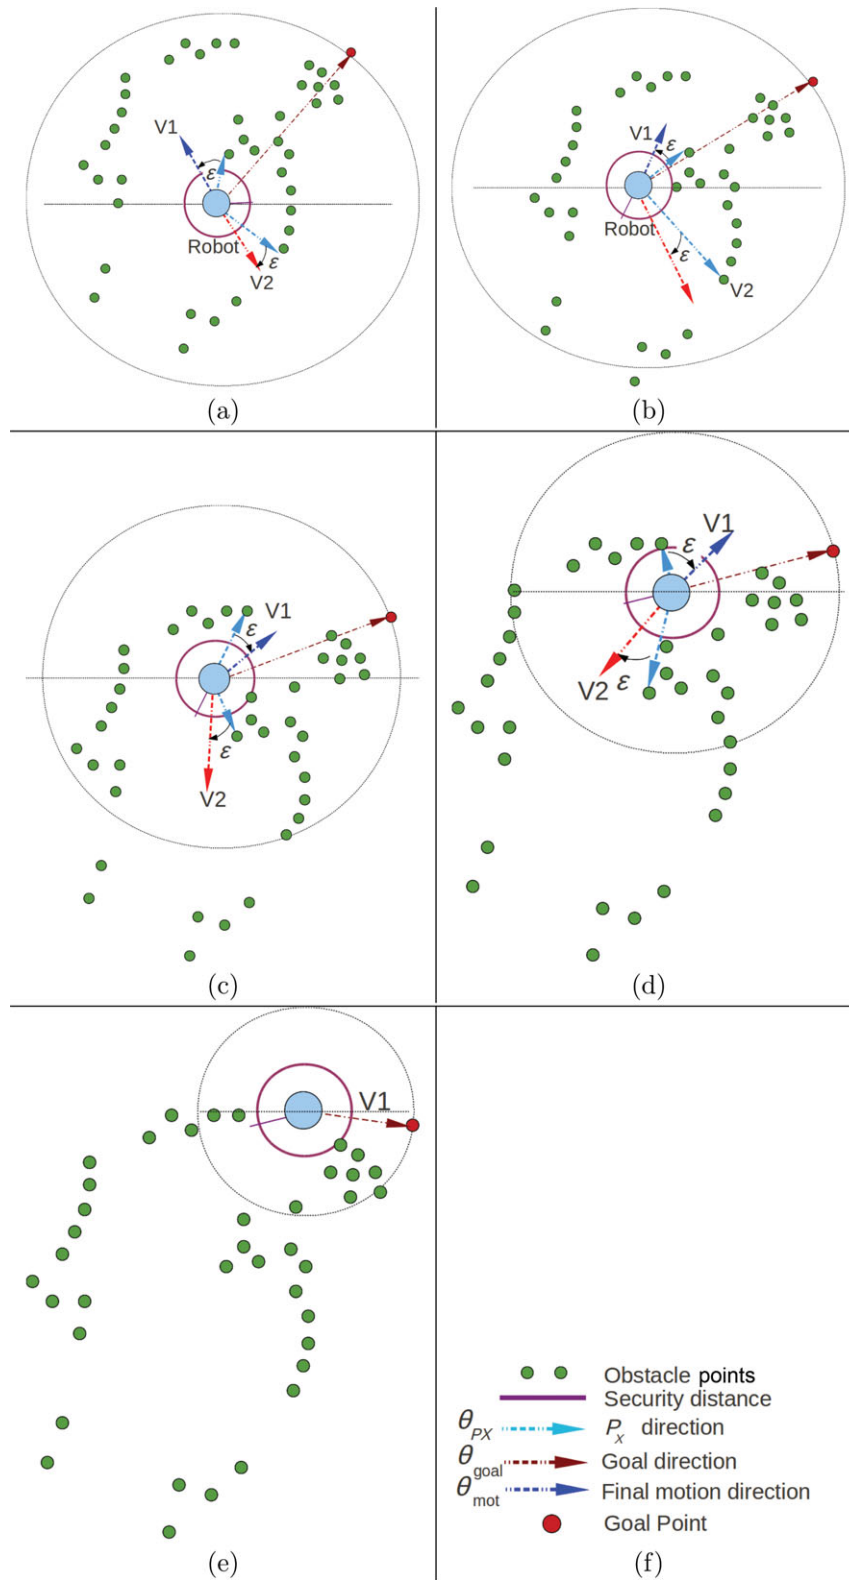 V1
ε
Robot
ε
V2
(a)
V1
ε
Robot
ε
V2
(b)
V1
ε
ε
V2
(c)
V1
ε
V2
ε
(d)
V1
(e)
Obstacle points
Security distance
θPX PX direction
θgoal Goal direction
θmot Final motion direction
Goal Point
(f)